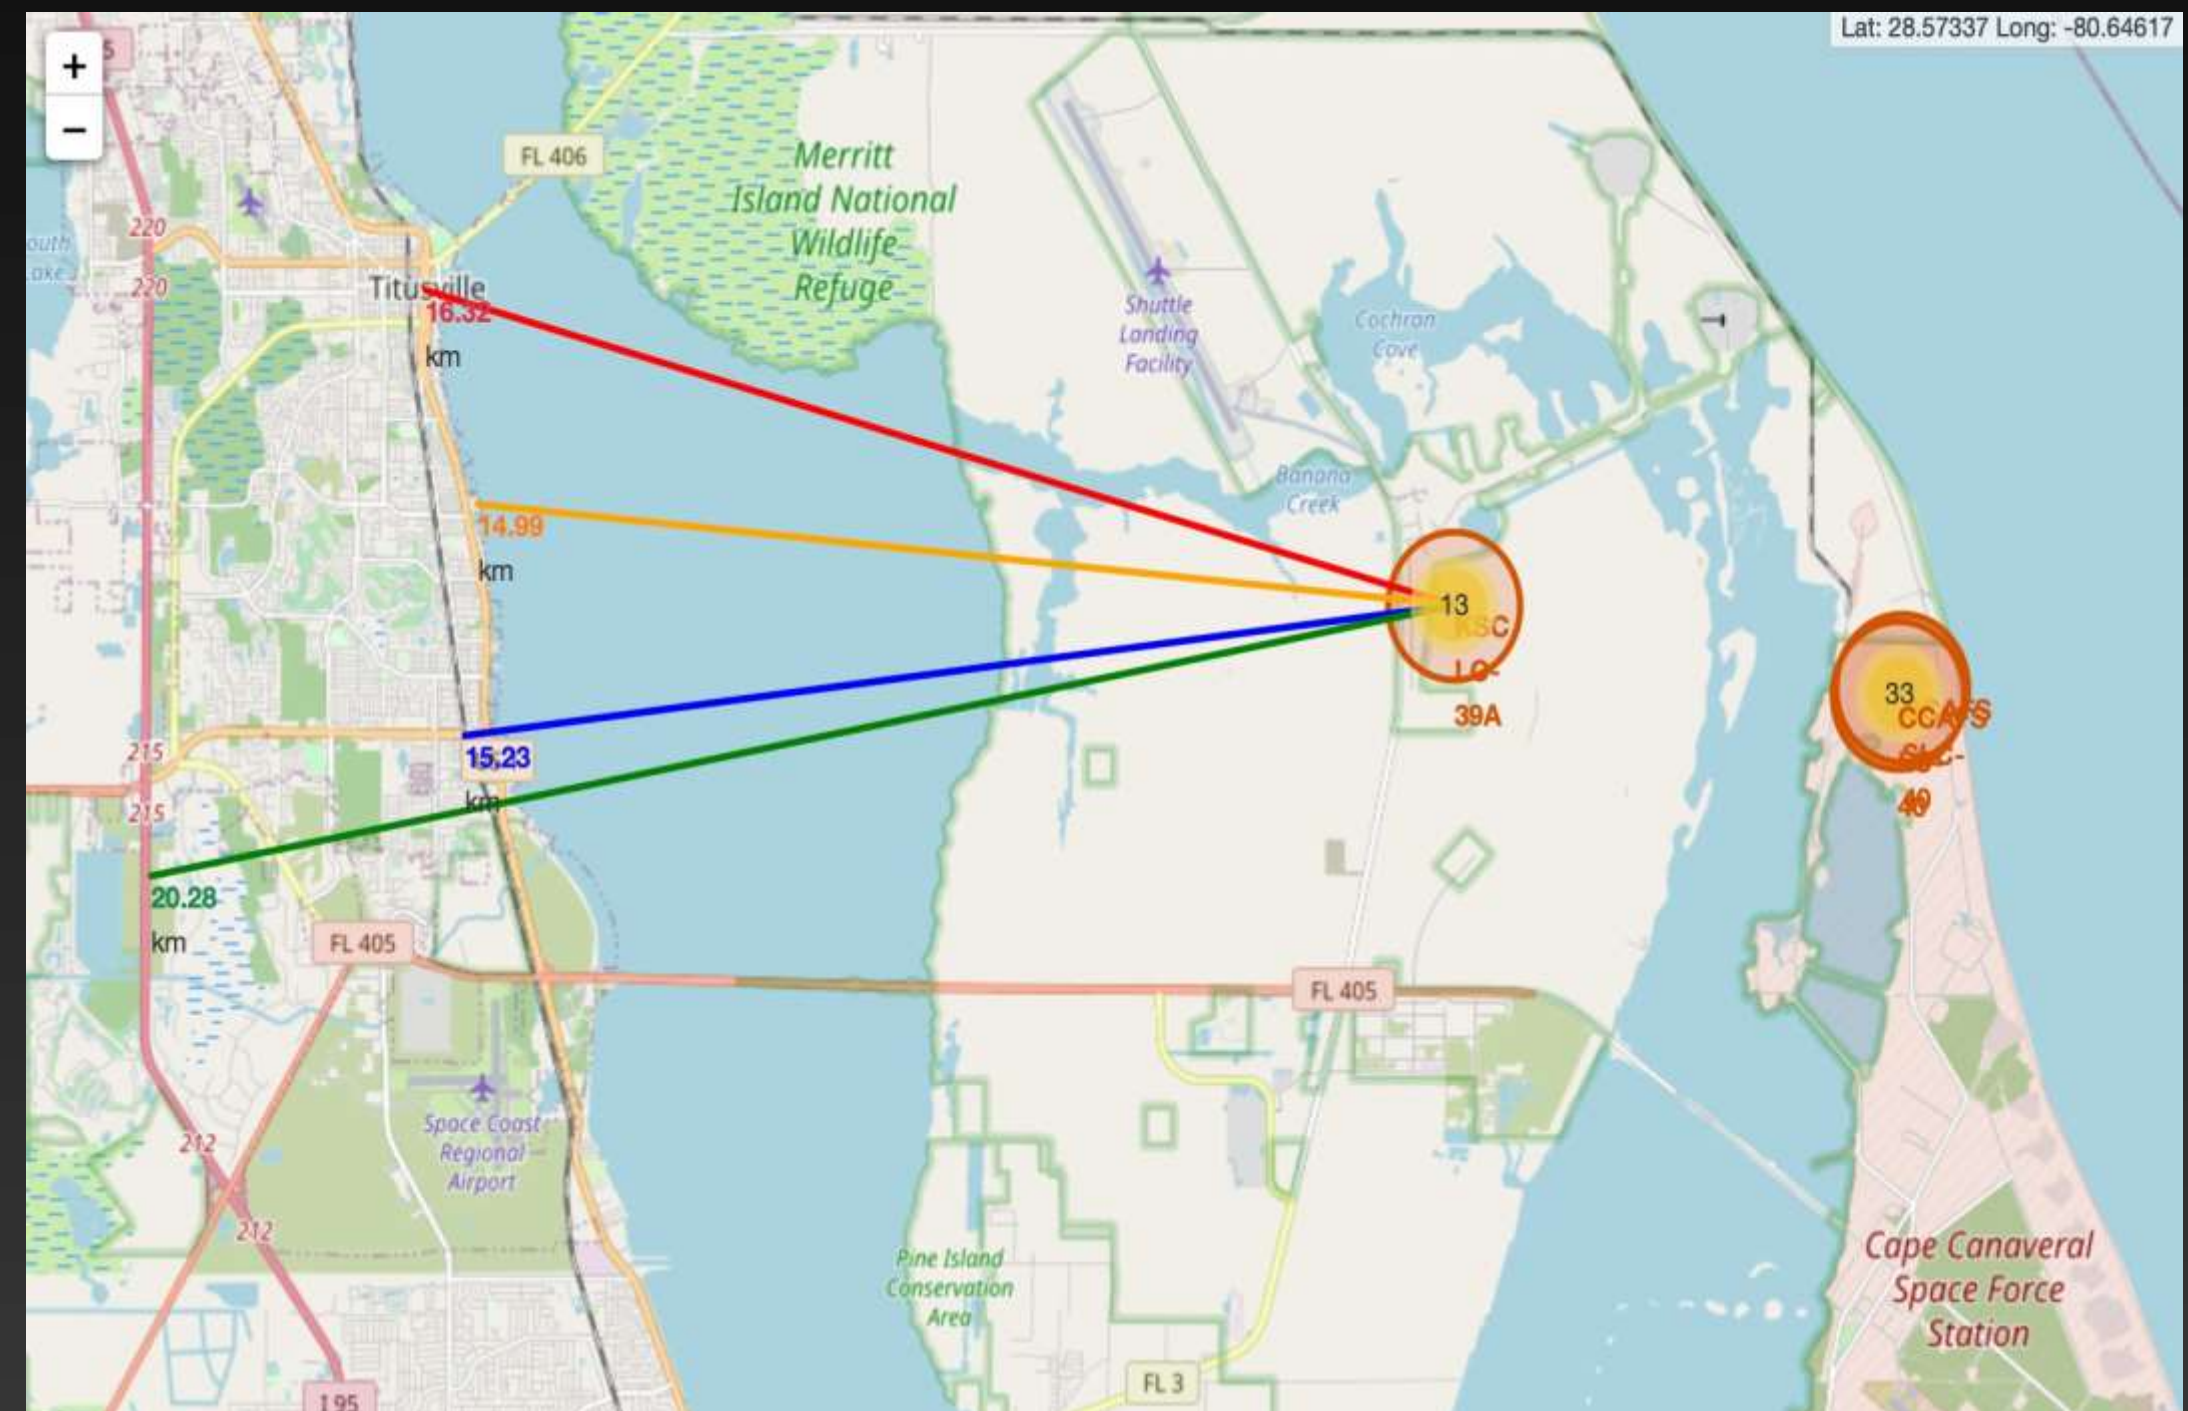 Lat: 28.57337 Long: -80.64617
+
−
5
FL 406
Merritt
Island National
Wildlife
Refuge
220
outh
ake
220
Titusville
16.32
km
Shuttle
Landing
Facility
Cochran
Cove
Banana
Creek
14.99
km
13
KSC
LC-
39A
33
215
15.23
km
215
20.28
km
FL 405
FL 405
Space Coast
Regional
Airport
212
212
Pine Island
Conservation
Area
Cape Canaveral
Space Force
Station
FL 3
I 95